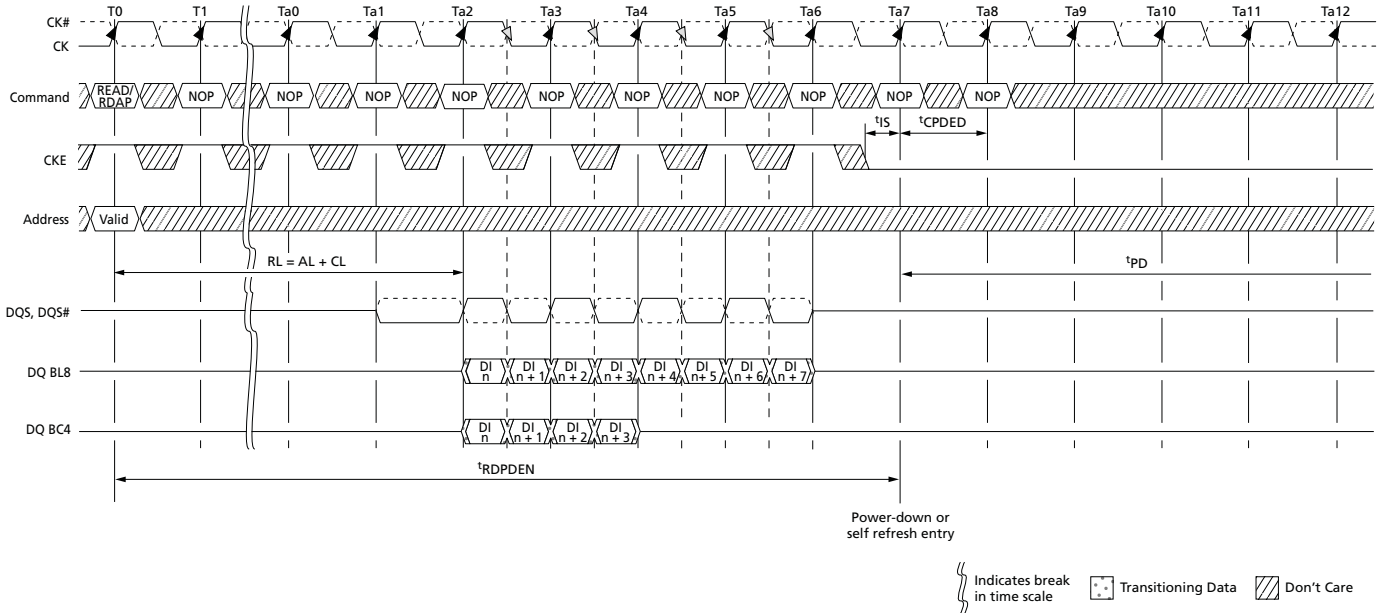 T0 T1 Ta0 Ta1 Ta2 Ta3 Ta4 Ta5 Ta6 Ta7 Ta8 Ta9 Ta10 Ta11 Ta12
CK#
CK
Command READ/ RDAP NOP NOP NOP NOP NOP NOP NOP NOP NOP NOP
tIS tCPDED
CKE
Address Valid
RL = AL + CL tPD
DQS, DQS#
DQ BL8 DI n DI n + 1 DI n + 2 DI n + 3 DI n + 4 DI n+ 5 DI n + 6 DI n + 7
DQ BC4 DI n DI n + 1 DI n + 2 DI n + 3
tRDPDEN
Power-down or
self refresh entry
Indicates break
in time scale
Transitioning Data
Don't Care